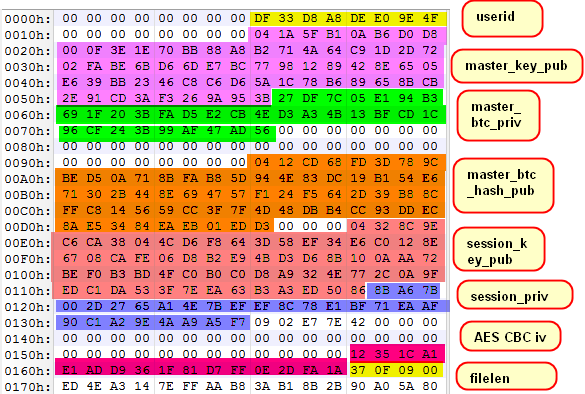 0000h: 00 00 00 00 00 00 00 00 DF 33 D8 A8 DE E0 9E 4F
0010h: 00 00 00 00 00 00 00 00 04 1A 5F B1 0A B6 D0 D8
0020h: 00 0F 3E 1E 70 BB 88 A8 B2 71 4A 64 C9 1D 2D 72
0030h: 02 FA BE 6B D6 6D E7 BC 77 98 12 89 42 8E 65 05
0040h: E6 39 BB 23 46 C8 C6 D6 5A 1C 78 B6 89 65 8B CB
0050h: 2E 91 CD 3A F3 26 9A 95 3B 27 DF 7C 05 E1 94 B3
0060h: 69 1F 20 3B FA D5 E2 CB 4E D3 A3 4B 13 BF CD 1C
0070h: 96 CF 24 3B 99 AF 47 AD 56 00 00 00 00 00 00 00
0080h: 00 00 00 00 00 00 00 00 00 00 00 00 00 00 00 00
0090h: 00 00 00 00 00 00 00 00 04 12 CD 68 FD 3D 78 9C
00A0h: BE D5 0A 71 8B FA B8 5D 94 4E 83 DC 19 B1 54 E6
00B0h: 71 30 2B 44 8E 69 47 57 F1 24 F5 64 2D 39 B8 8C
00C0h: FF C8 14 56 59 CC 3F 7F 4D 48 DB B4 CC 93 DD EC
00D0h: 8A E5 34 84 EA EB 01 ED D3 00 00 00 04 32 8C 9E
00E0h: C6 CA 38 04 4C D6 F8 64 3D 58 EF 34 E6 C0 12 8E
00F0h: 67 08 CA FE 06 D8 B2 E9 4B D3 D6 8B 10 0A AA 72
0100h: BE F0 B3 BD 4F C0 B0 C0 D8 A9 32 4E 77 2C 0A 9F
0110h: ED C1 DA 53 3F 7E EA 63 B3 A3 ED 50 86 8B A6 7B
0120h: 00 2D 27 65 A1 4E 7B EF EF 8C 78 E1 BF 71 EA AF
0130h: 90 C1 A2 9E 4A A9 A5 F7 09 02 E7 7E 42 00 00 00
0140h: 00 00 00 00 00 00 00 00 00 00 00 00 00 00 00 00
0150h: 00 00 00 00 00 00 00 00 00 00 00 00 12 35 1C A1
0160h: E1 AD D9 36 1F 81 D7 FF 0E 2D FA 1A 37 0F 09 00
0170h: ED 4E A3 14 7E FF AA B8 3A B1 8B 2B 90 A0 5A 80
userid
master_key_pub
master_
btc_priv
master_btc
_hash_pub
session_k
ey_pub
session_priv
AES CBC iv
filelen